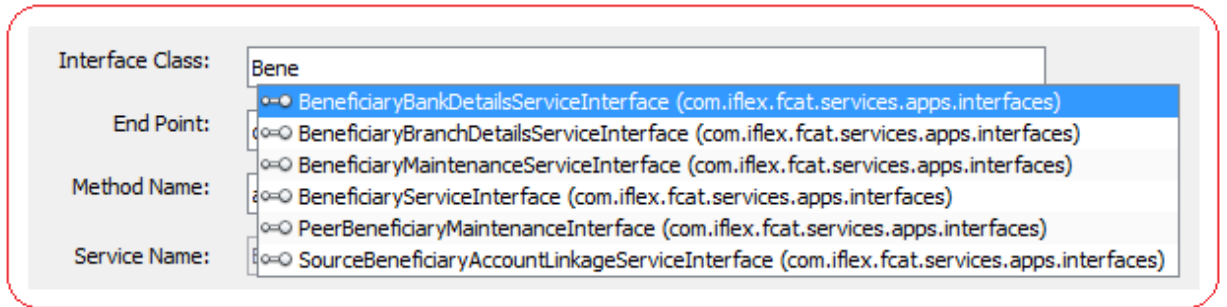 Interface Class: Bene
BeneficiaryBankDetailsServiceInterface (com.iflex.fcat.services.apps.interfaces)
End Point:
BeneficiaryBranchDetailsServiceInterface (com.iflex.fcat.services.apps.interfaces)
BeneficiaryMaintenanceServiceInterface (com.iflex.fcat.services.apps.interfaces)
Method Name:
BeneficiaryServiceInterface (com.iflex.fcat.services.apps.interfaces)
PeerBeneficiaryMaintenanceInterface (com.iflex.fcat.services.apps.interfaces)
Service Name:
SourceBeneficiaryAccountLinkageServiceInterface (com.iflex.fcat.services.apps.interfaces)